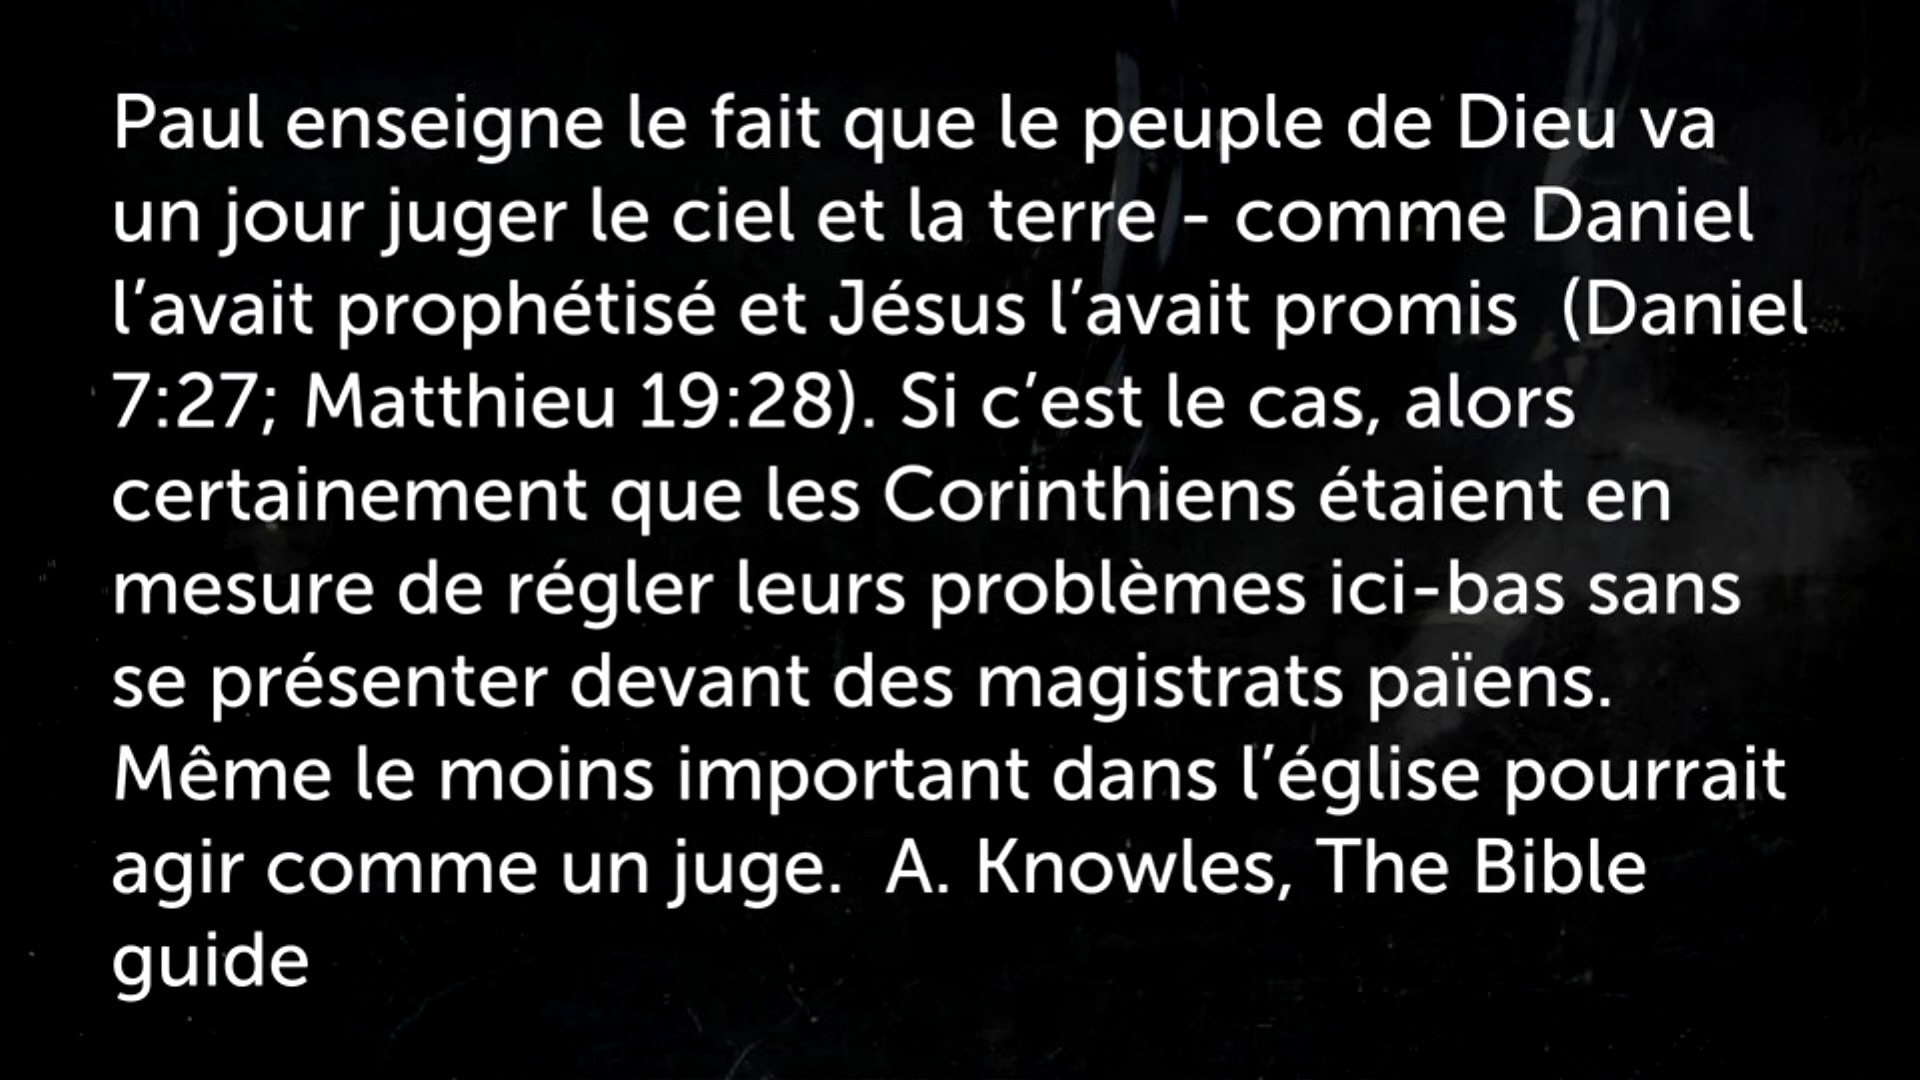 Paul enseigne le fait que le peuple de Dieu va
un jour juger le ciel et la terre - comme Daniel
l’avait prophétisé et Jésus l’avait promis  (Daniel
7:27; Matthieu 19:28). Si c’est le cas, alors
certainement que les Corinthiens étaient en
mesure de régler leurs problèmes ici-bas sans
se présenter devant des magistrats païens.
Même le moins important dans l’église pourrait
agir comme un juge.  A. Knowles, The Bible
guide